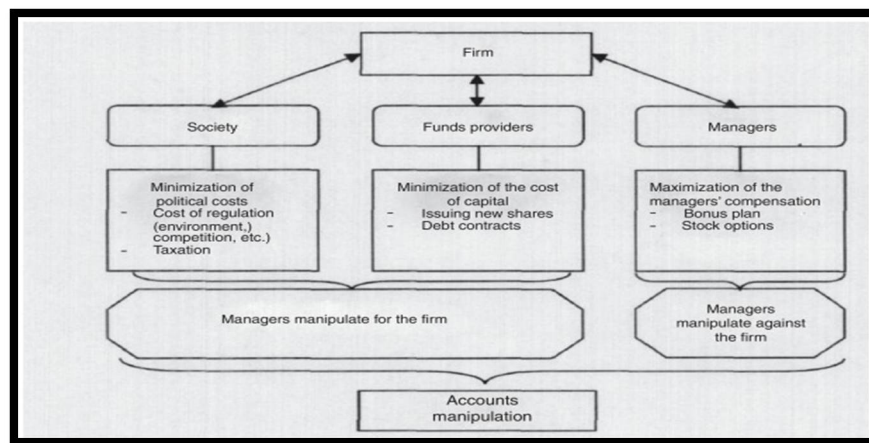 Firm
Society
Funds providers
Managers
Minimization of
political costs
- Cost of regulation
(environment,)
competition, etc.)
- Taxation
Minimization of the cost
of capital
- Issuing new shares
- Debt contracts
Maximization of the
managers' compensation
- Bonus plan
- Stock options
Managers manipulate for the firm
Managers
manipulate against
the firm
Accounts
manipulation